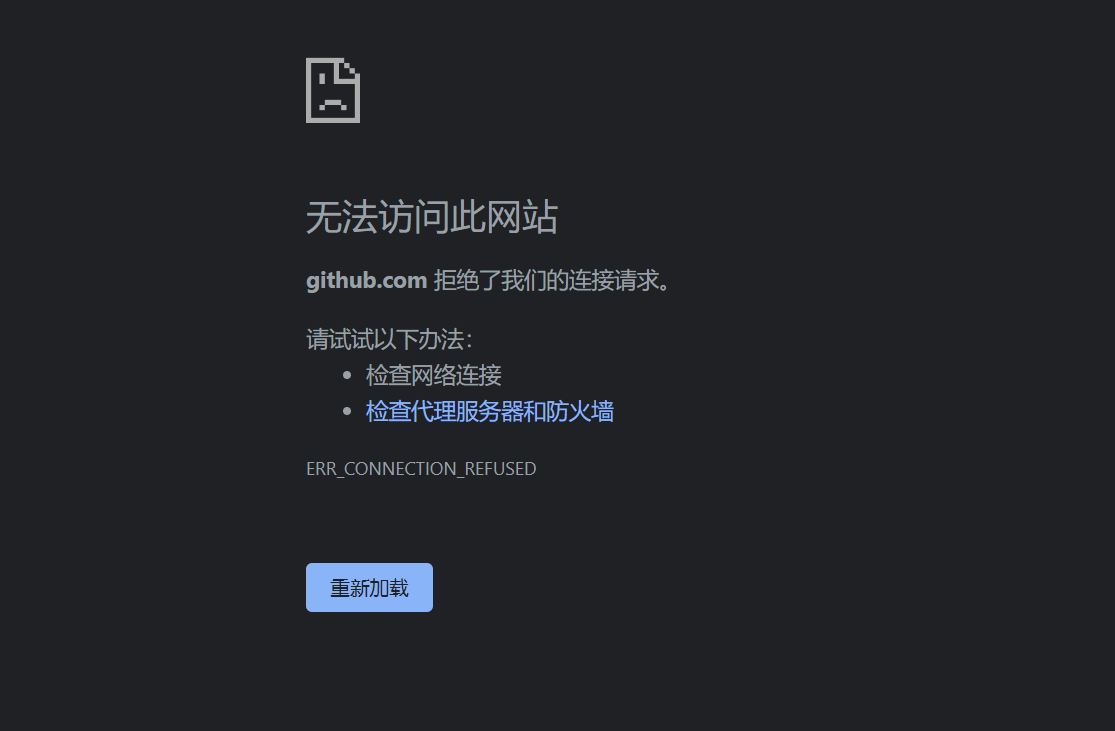 无法访问此网站
github.com 拒绝了我们的连接请求。
请试试以下办法：
检查网络连接
检查代理服务器和防火墙
ERR_CONNECTION_REFUSED
重新加载